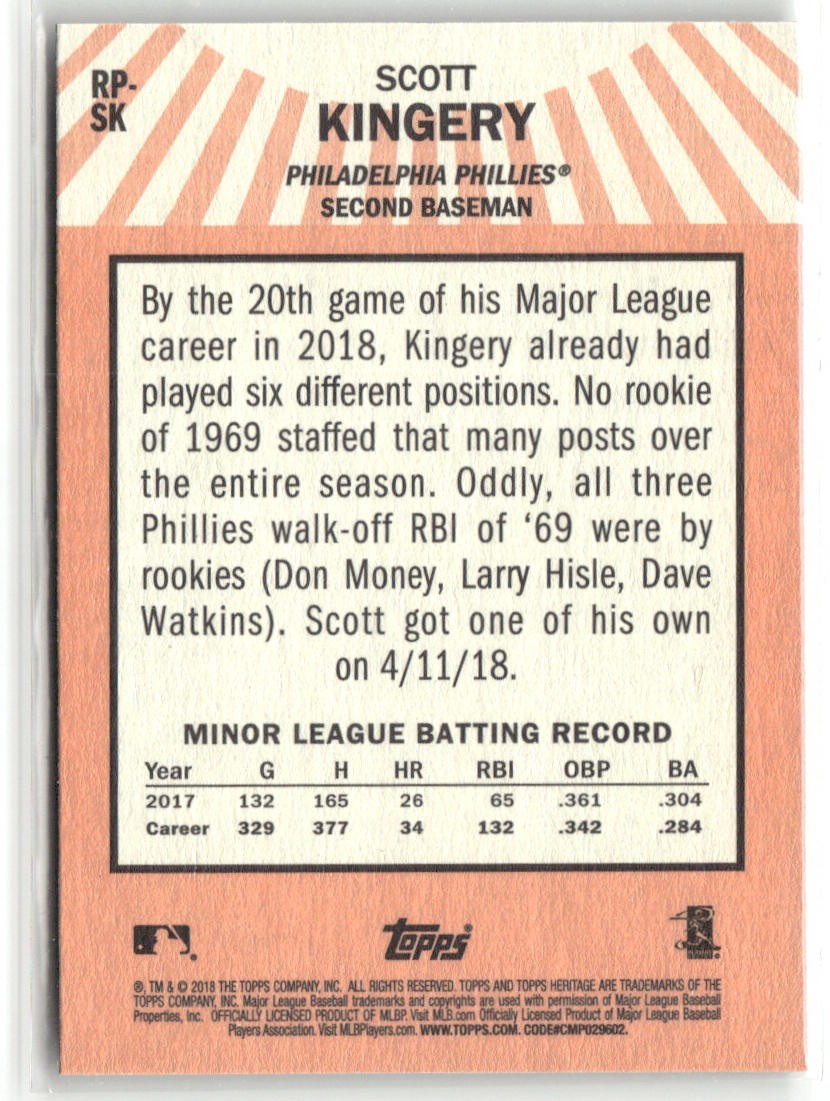 RP-
SK
SCOTT
KINGERY
PHILADELPHIA PHILLIES®
SECOND BASEMAN
By the 20th game of his Major League
career in 2018, Kingery already had
played six different positions. No rookie
of 1969 staffed that many posts over
the entire season. Oddly, all three
Phillies walk-off RBI of ‘69 were by
rookies (Don Money, Larry Hisle, Dave
Watkins). Scott got one of his own
on 4/11/18.
MINOR LEAGUE BATTING RECORD
Year G H HR RBI OBP BA
2017 132 165 26 65 .361 .304
Career 329 377 34 132 .342 .284
topps®
®, TM & © 2018 THE TOPPS COMPANY, INC. ALL RIGHTS RESERVED. TOPPS AND TOPPS HERITAGE ARE TRADEMARKS OF THE
TOPPS COMPANY, INC. Major League Baseball trademarks and copyrights are used with permission of Major League Baseball
Properties, Inc. OFFICIALLY LICENSED PRODUCT OF MLBP. Visit MLB.com Officially Licensed Product of Major League Baseball
Players Association. Visit MLBPlayers.com. WWW.TOPPS.COM. CODE#CMP029602.